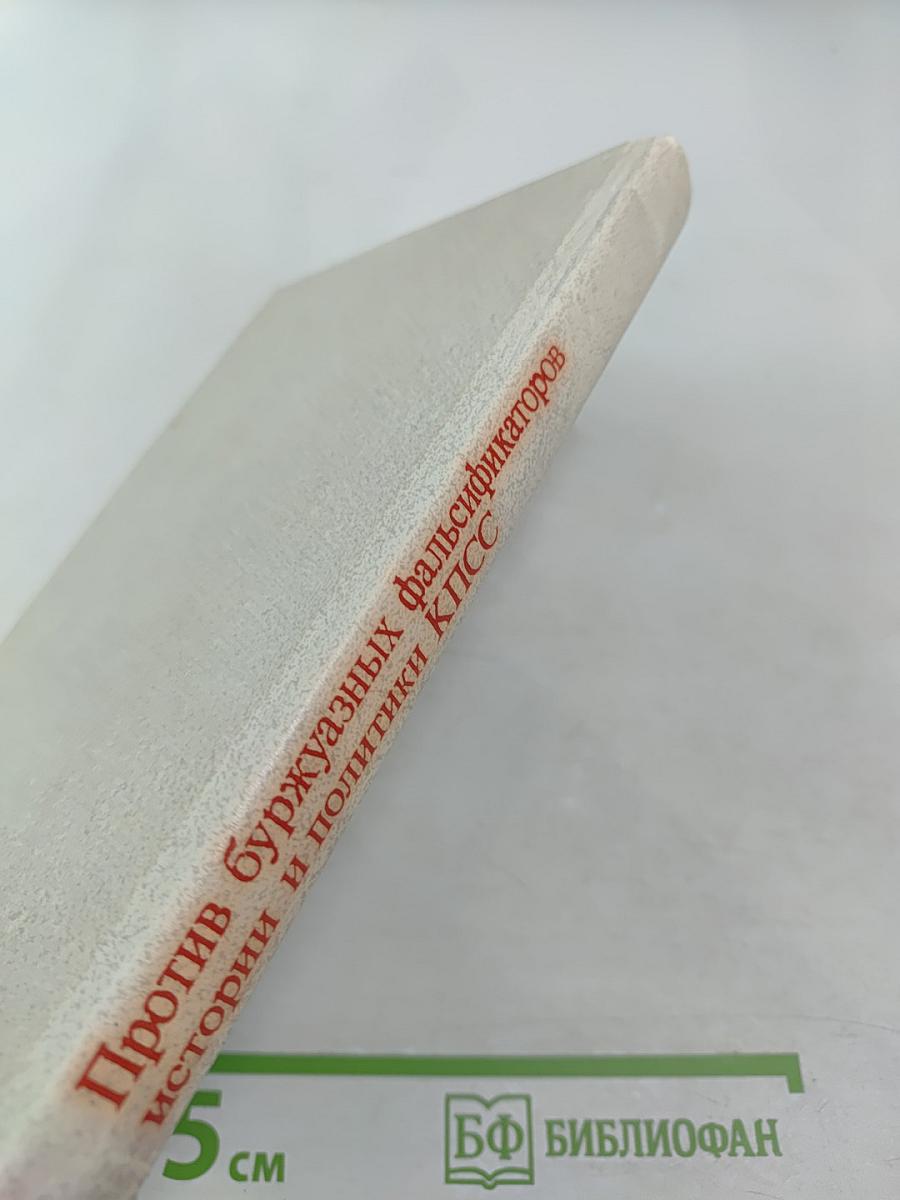 Против буржуазных фальсификаторов
истории и политики КПСС
5 см
БФ БИБЛИОФАН